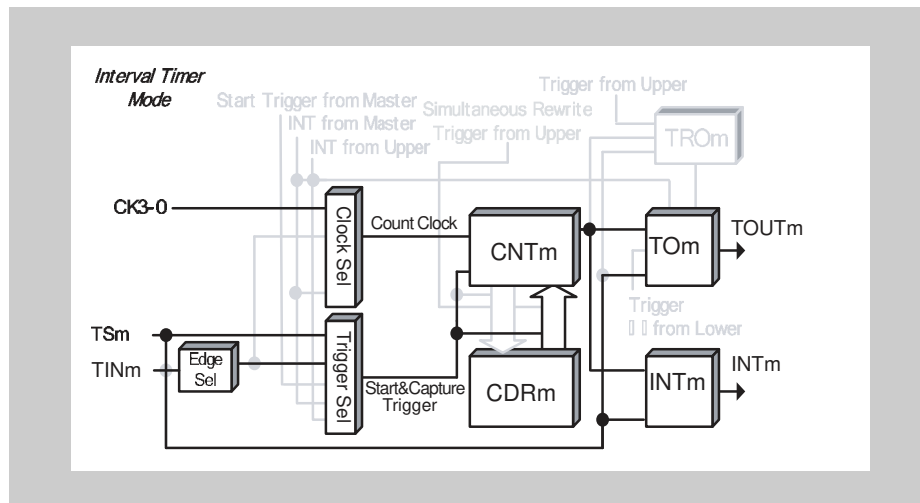 Interval Timer
Mode
Trigger from Upper
Start Trigger from Master
Simultaneous Rewrite
INT from Master
Trigger from Upper
INT from Upper
TROm
CK3-0
Clock Sel
Count Clock
CNTm
TOm
TOUTm
Trigger
from Lower
TSm
TINm
Edge
Sel
Trigger Sel
Start&Capture
Trigger
CDRm
INTm
INTm